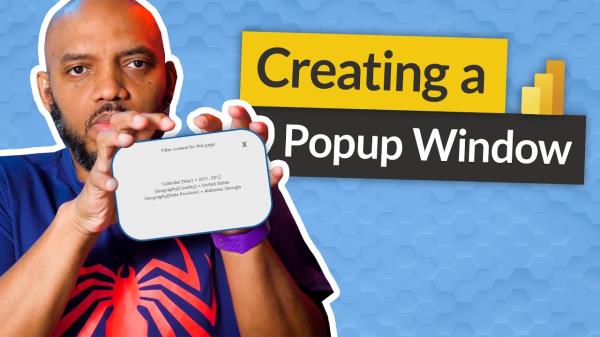 Creating a
Popup Window
Filter context for this page
X
'Calendar'[Year] = 2011, 2012
Geography[Country] = United States
Geography[State Province] = Alabama, Georgia